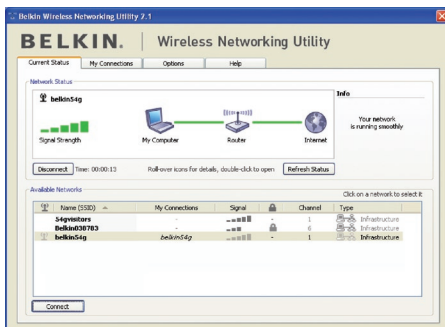 Belkin Wireless Networking Utility 2.1
BELKIN. Wireless Networking Utility
Current Status My Connections Options Help
Network Status
Info
belkin54g
Your network
is running smoothly
Signal Strength My Computer Router Internet
Disconnect Time: 00:00:13 Roll-over icons for details, double-click to open Refresh Status
Available Networks
Click on a network to select it
Name (SSID) My Connections Signal Channel Type
54gvisitors - 1 Infrastructure
Belkin038783 - 6 Infrastructure
belkin54g belkin54g - 1 Infrastructure
Connect